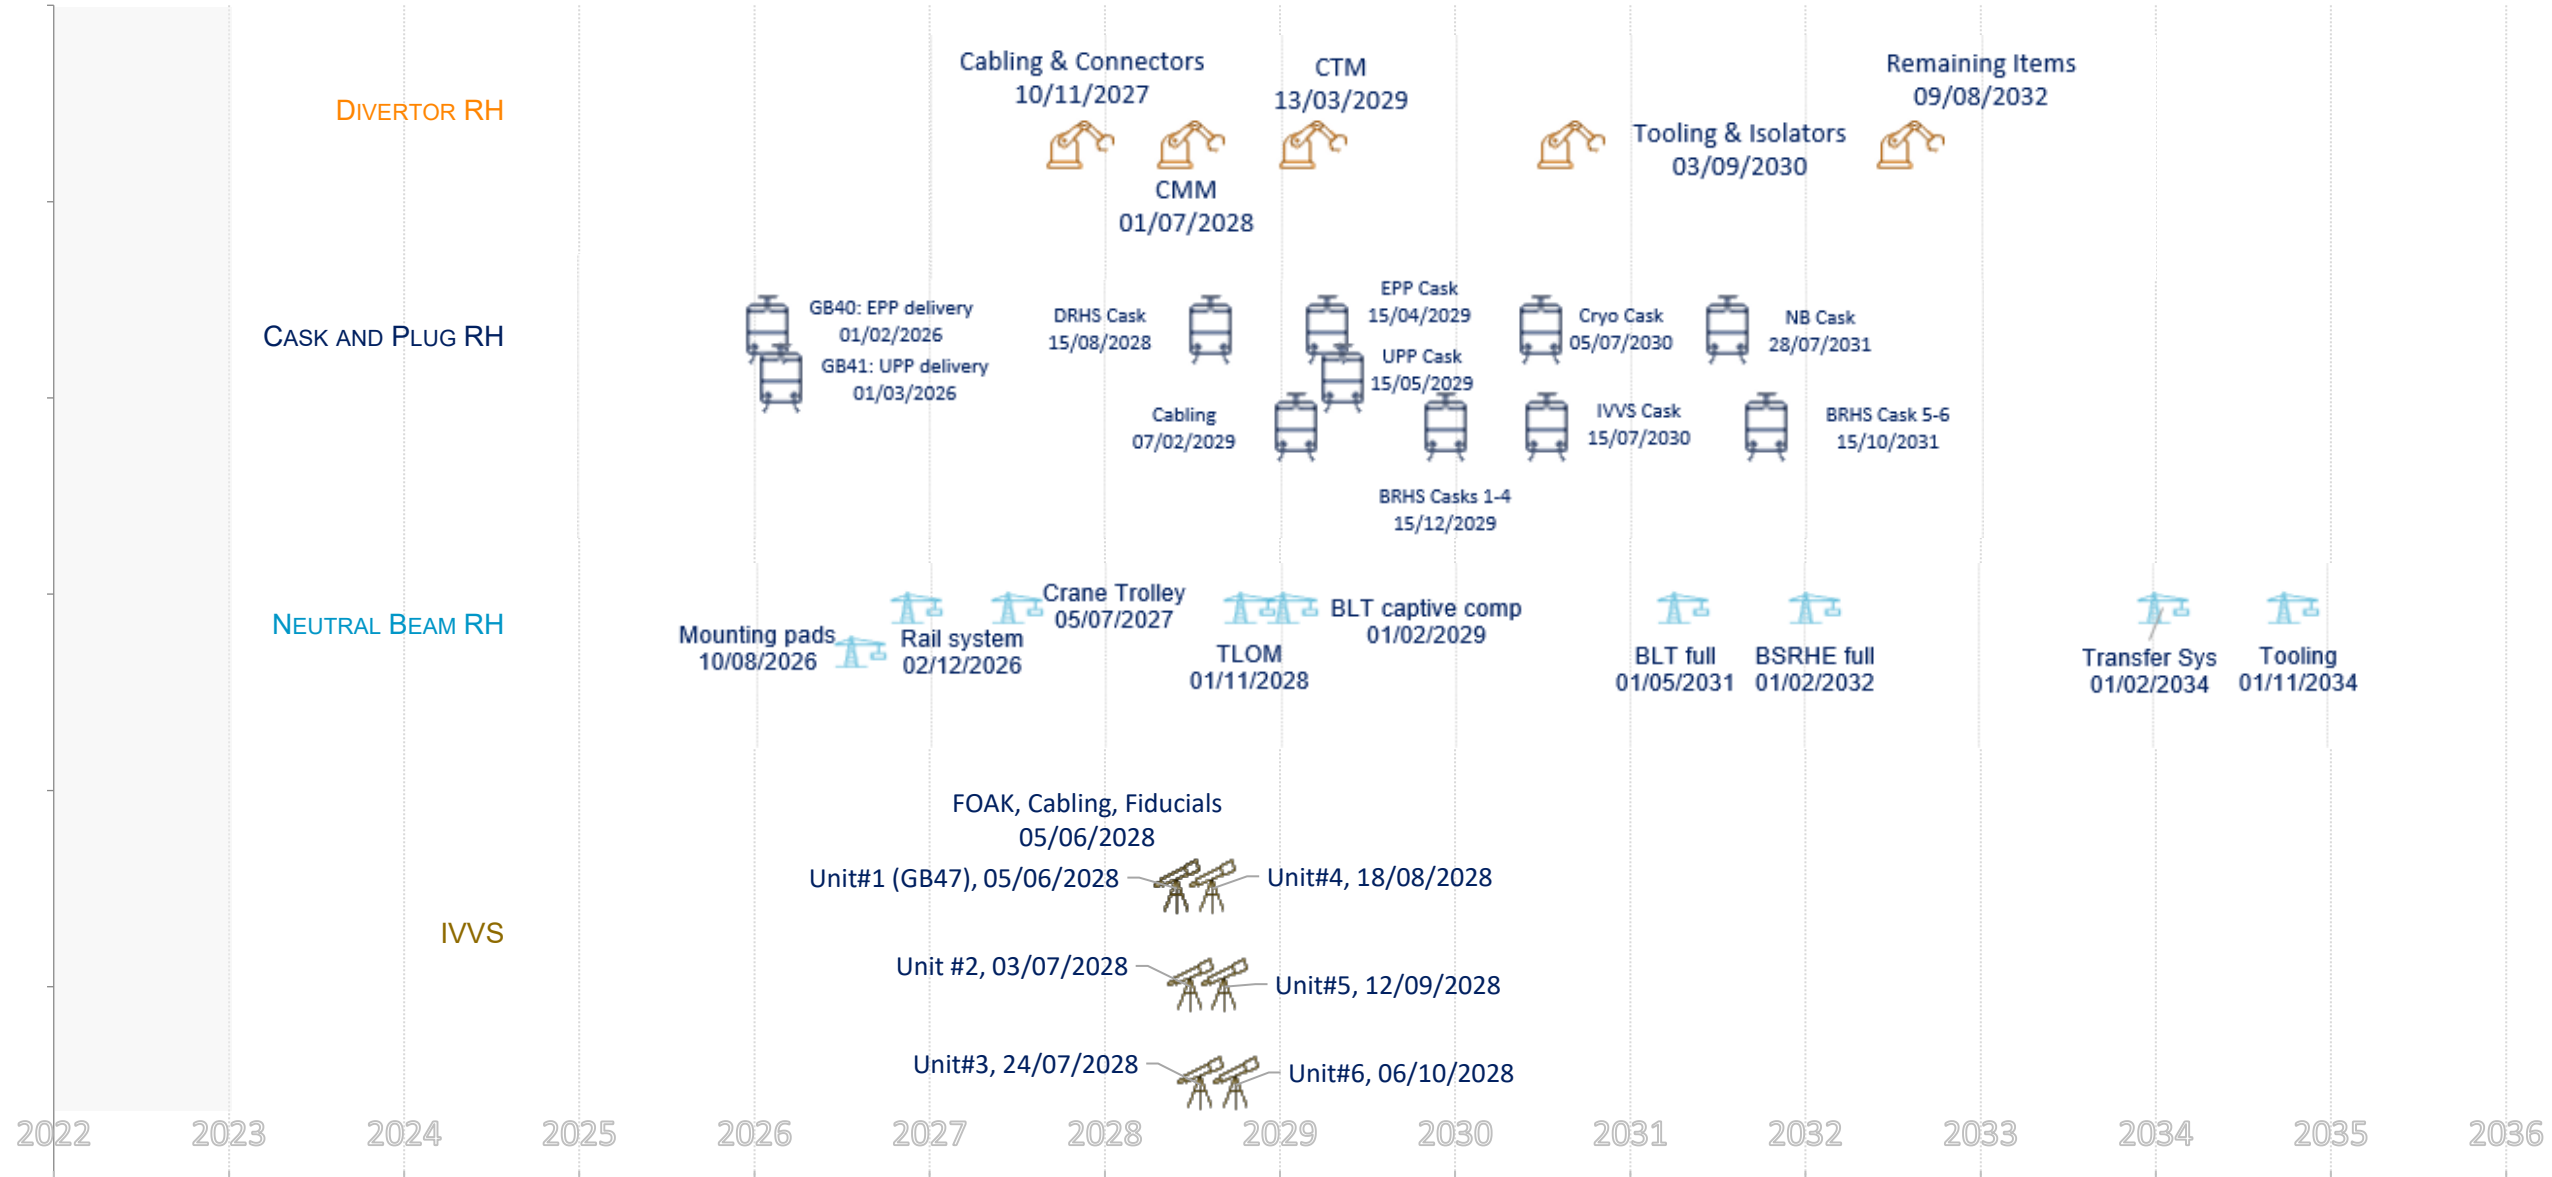 Cabling & Connectors
10/11/2027
CTM
13/03/2029
Remaining Items
09/08/2032
DIVERTOR RH
Tooling & Isolators
03/09/2030
CMM
01/07/2028
CASK AND PLUG RH
GB40: EPP delivery
01/02/2026
GB41: UPP delivery
01/03/2026
DRHS Cask
15/08/2028
EPP Cask
15/04/2029
UPP Cask
15/05/2029
Cryo Cask
05/07/2030
NB Cask
28/07/2031
Cabling
07/02/2029
IVVS Cask
15/07/2030
BRHS Cask 5-6
15/10/2031
BRHS Casks 1-4
15/12/2029
NEUTRAL BEAM RH
Mounting pads
10/08/2026
Rail system
02/12/2026
Crane Trolley
05/07/2027
TLOM
01/11/2028
BLT captive comp
01/02/2029
BLT full
01/05/2031
BSRHE full
01/02/2032
Transfer Sys
01/02/2034
Tooling
01/11/2034
FOAK, Cabling, Fiducials
05/06/2028
Unit#1 (GB47), 05/06/2028
Unit#4, 18/08/2028
IVVS
Unit #2, 03/07/2028
Unit#5, 12/09/2028
Unit#3, 24/07/2028
Unit#6, 06/10/2028
2022 2023 2024 2025 2026 2027 2028 2029 2030 2031 2032 2033 2034 2035 2036